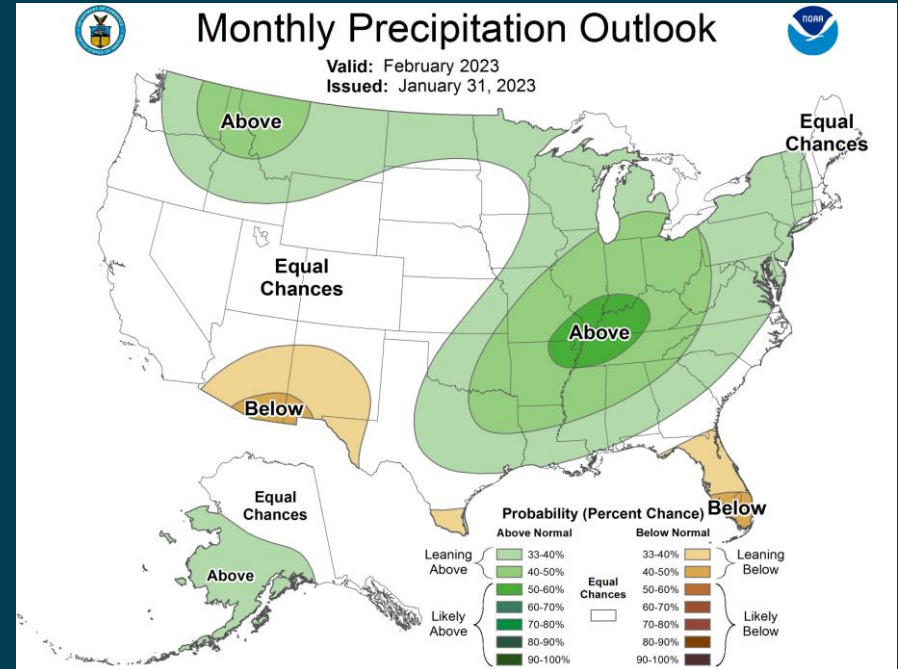 Monthly Precipitation Outlook
NOAA
Valid: February 2023
Issued: January 31, 2023
Above
Equal
Chances
Equal
Chances
Above
Below
Equal
Chances
Above
Below
Probability (Percent Chance)
Above Normal
Below Normal
Leaning
Above
33-40%
40-50%
50-60%
60-70%
70-80%
80-90%
90-100%
Likely
Above
Equal
Chances
33-40%
40-50%
50-60%
60-70%
70-80%
80-90%
90-100%
Leaning
Below
Likely
Below